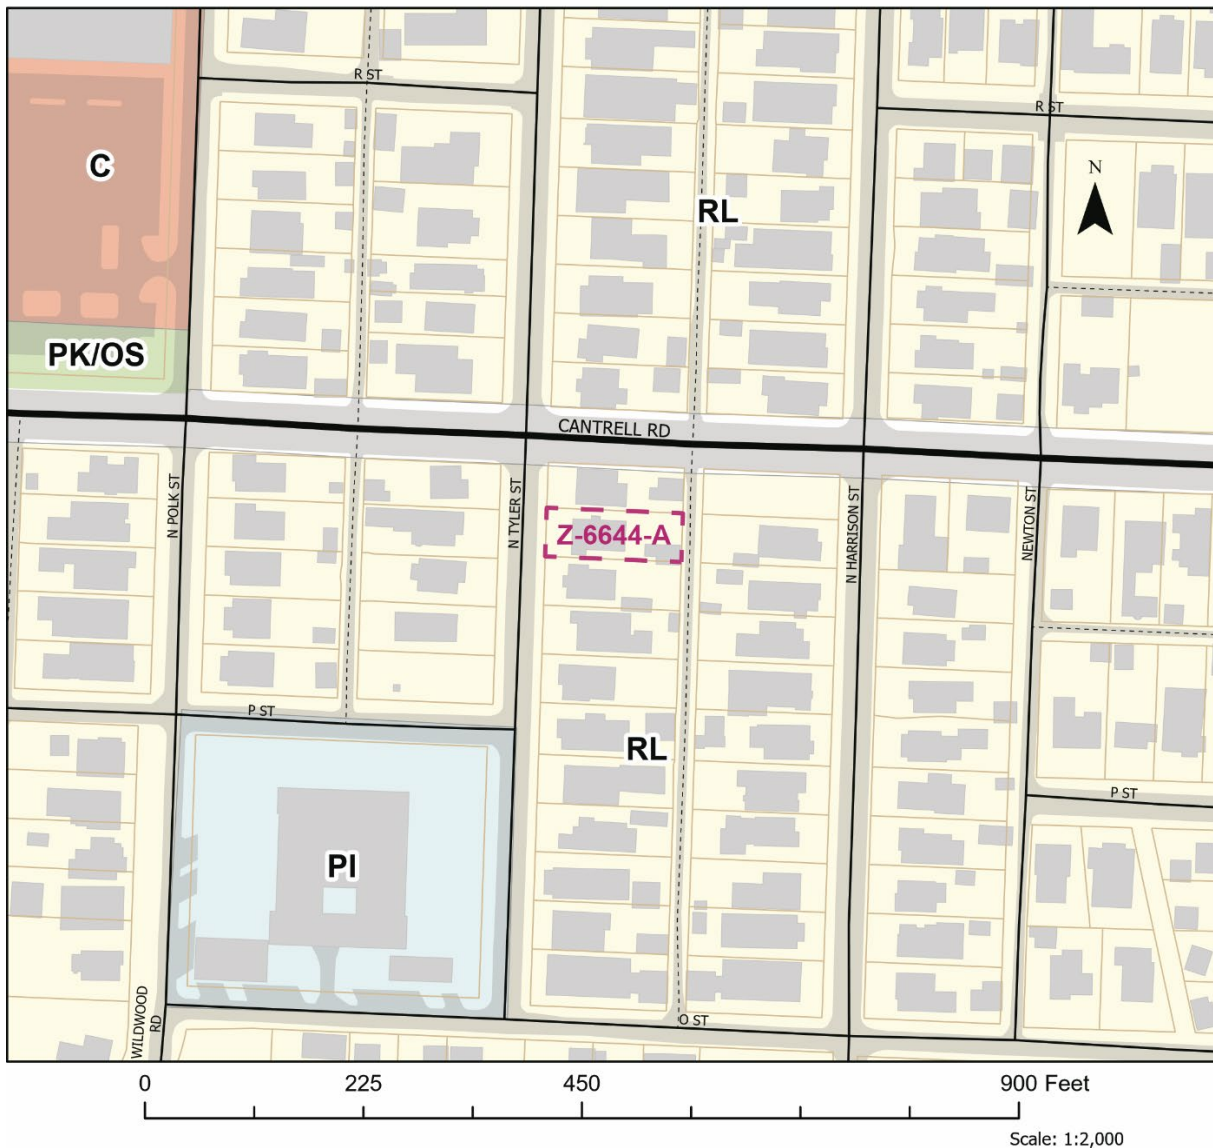 R ST
R ST
C
N
RL
PK/OS
CANTRELL RD
N POLK ST
N TYLER ST
N HARRISON ST
NEWTON ST
Z-6644-A
P ST
RL
P ST
PI
WILDWOOD
RD
O ST
0 225 450 900 Feet
Scale: 1:2,000